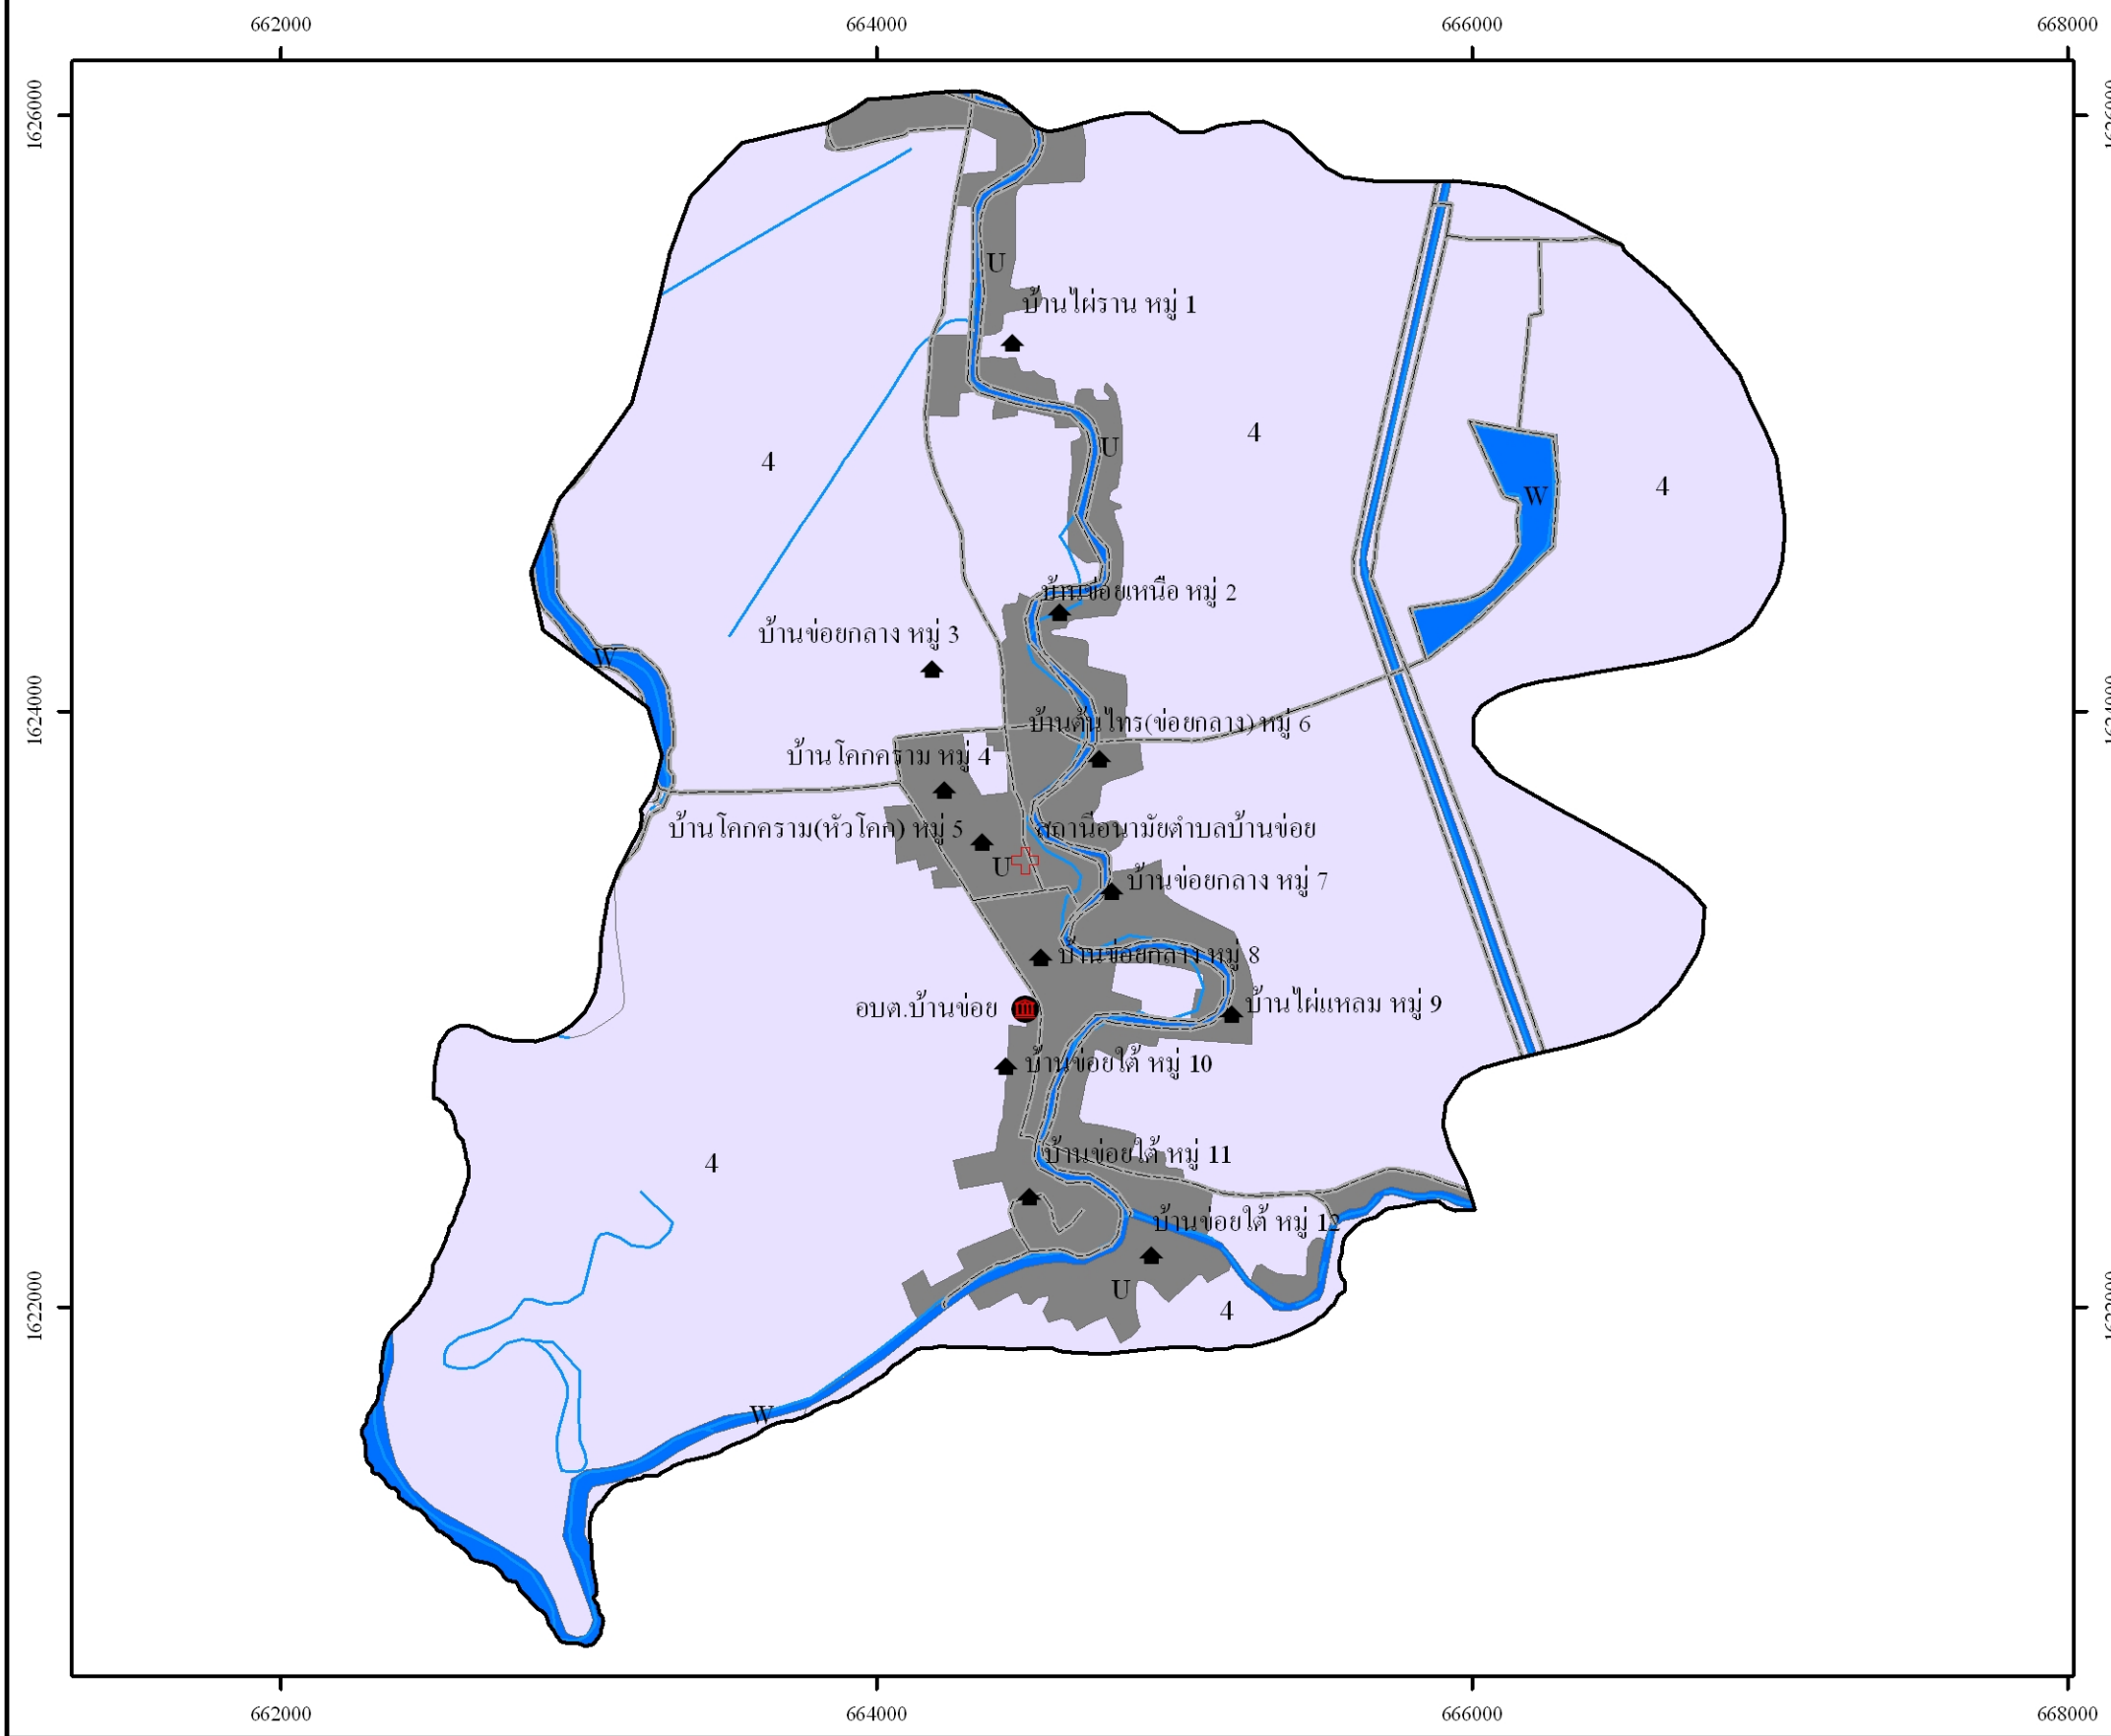 662000
664000
666000
668000
1626000
1626000
U
บ้านไผ่ราน หมู่ 1
4
U
4
4
W
บ้านข่อยเหนือ หมู่ 2
บ้านข่อยกลาง หมู่ 3
W
1624000
1624000
บ้านต้นไทร(ข่อยกลาง) หมู่ 6
บ้านโคกคราม หมู่ 4
บ้านโคกคราม(หัวโคก) หมู่ 5
สถานีอนามัยตำบลบ้านข่อย
U
บ้านข่อยกลาง หมู่ 7
บ้านข่อยกลาง หมู่ 8
อบต.บ้านข่อย
บ้านไผ่แหลม หมู่ 9
บ้านข่อยใต้ หมู่ 10
บ้านข่อยใต้ หมู่ 11
4
บ้านข่อยใต้ หมู่ 12
U
4
1622000
1622000
W
662000
664000
666000
668000